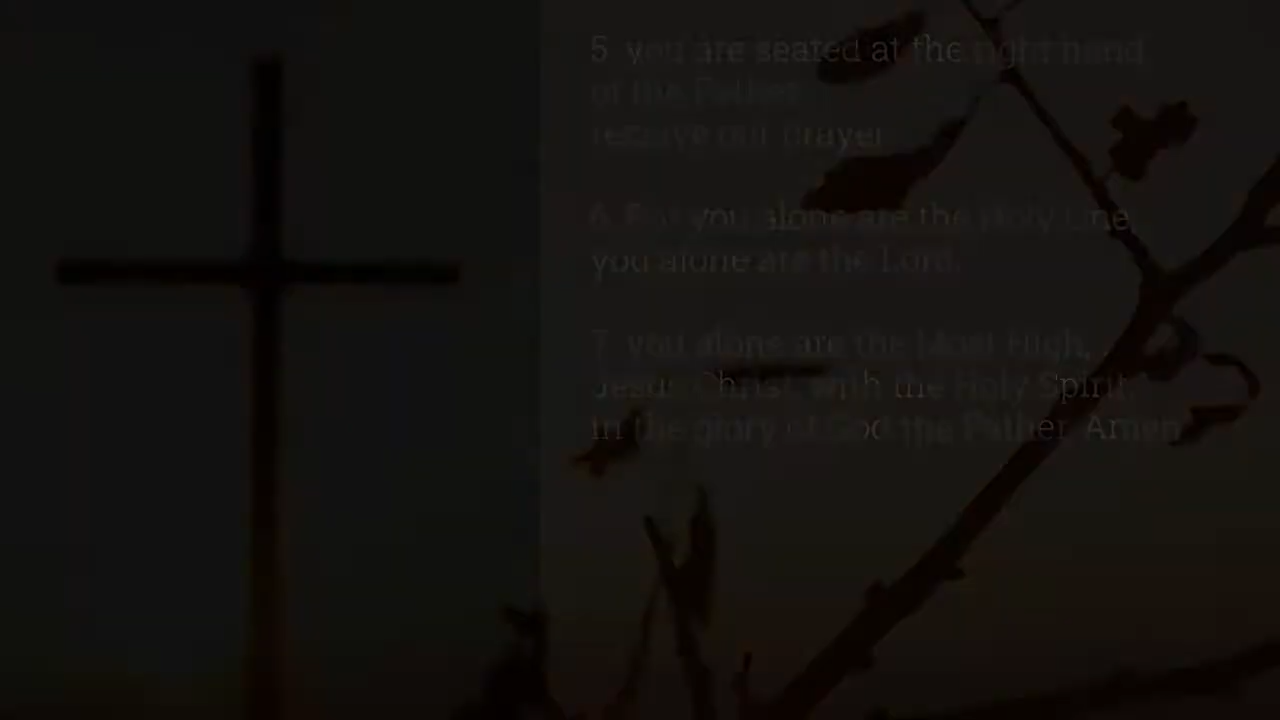 5. you are seated at the right hand
of the Father
receive our prayer
6. For you alone are the Holy One,
you alone are the Lord.
7. you alone are the Most High,
Jesus Christ, with the Holy Spirit,
in the glory of God the Father. Amen